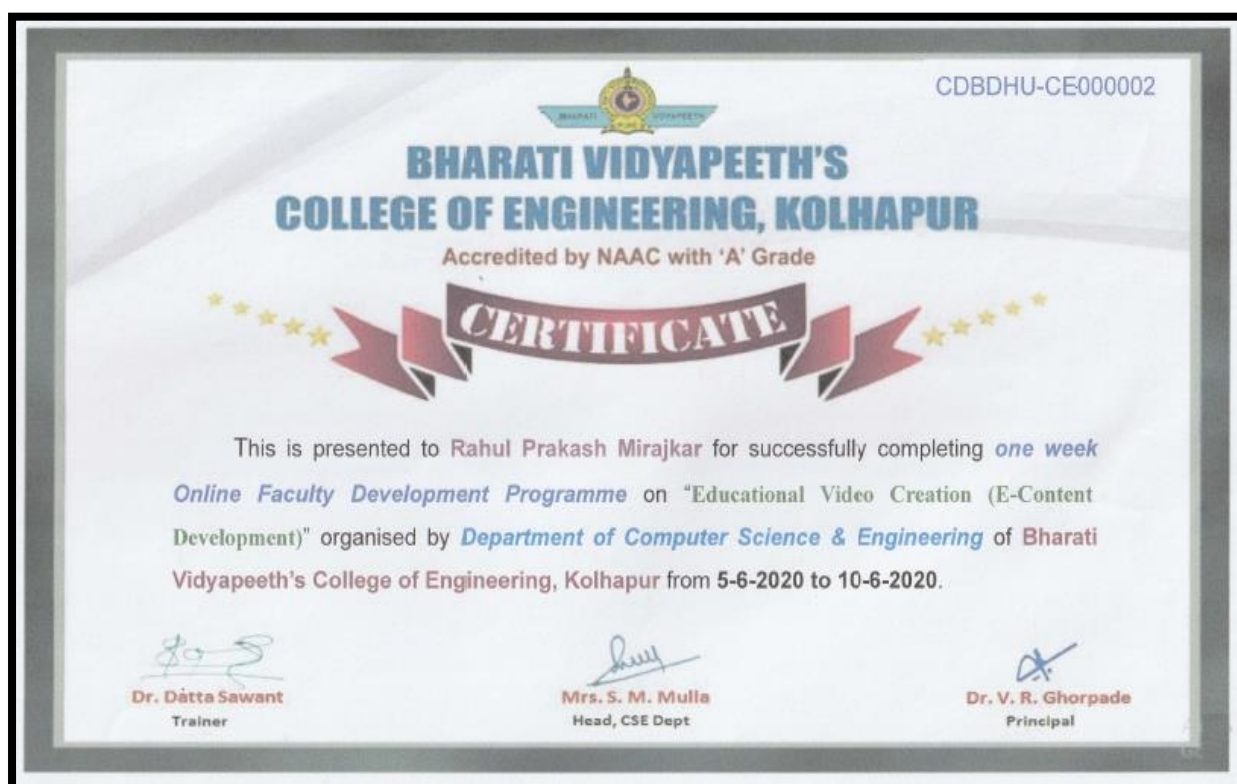 CDBDHU-CE000002
BHARATI VIDYAPEETH
PUNE
BHARATI VIDYAPEETH'S
COLLEGE OF ENGINEERING, KOLHAPUR
Accredited by NAAC with 'A' Grade
CERTIFICATE
This is presented to Rahul Prakash Mirajkar for successfully completing one week
Online Faculty Development Programme on "Educational Video Creation (E-Content
Development)" organised by Department of Computer Science & Engineering of Bharati
Vidyapeeth's College of Engineering, Kolhapur from 5-6-2020 to 10-6-2020.
Dr. Datta Sawant Mrs. S. M. Mulla Dr. V. R. Ghorpade
Trainer Head, CSE Dept Principal